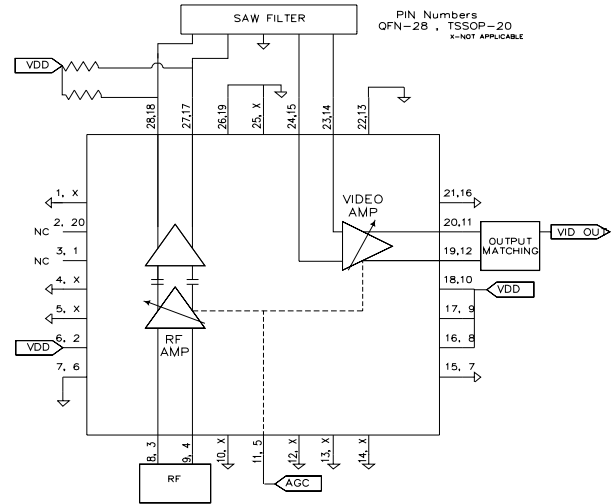 SAW FILTER
PIN Numbers
QFN-28 , TSSOP-20
X-NOT APPLICABLE
VDD
28,18
27,17
26,19
25, X
24,15
23,14
22,13
1, X
2, 20
NC
3, 1
NC
4, X
5, X
6, 2
VDD
7, 6
VIDEO
AMP
RF
AMP
21,16
20,11
19,12
OUTPUT
MATCHING
VID OUT
18,10
VDD
17, 9
16, 8
15, 7
8, 3
9, 4
10, X
11, 5
12, X
13, X
14, X
RF
AGC